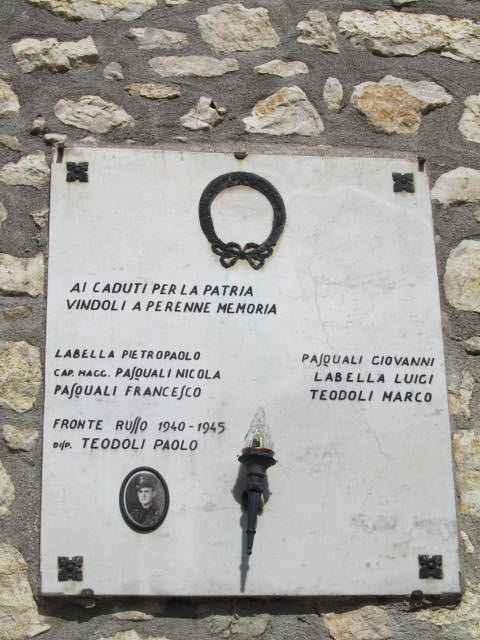 AI CADUTI PER LA PATRIA
VINDOLI A PERENNE MEMORIA
LABELLA PIETROPAOLO
CAP. MAGG. PASQUALI NICOLA
PASQUALI FRANCESCO
PASQUALI GIOVANNI
LABELLA LUIGI
TEODOLI MARCO
FRONTE RUSSO 1940-1945
DISP. TEODOLI PAOLO